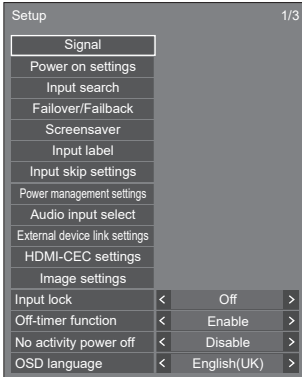 Setup 1/3
Signal
Power on settings
Input search
Failover/Failback
Screensaver
Input label
Input skip settings
Power management settings
Audio input select
External device link settings
HDMI-CEC settings
Image settings
Input lock < Off >
Off-timer function < Enable >
No activity power off < Disable >
OSD language < English(UK) >